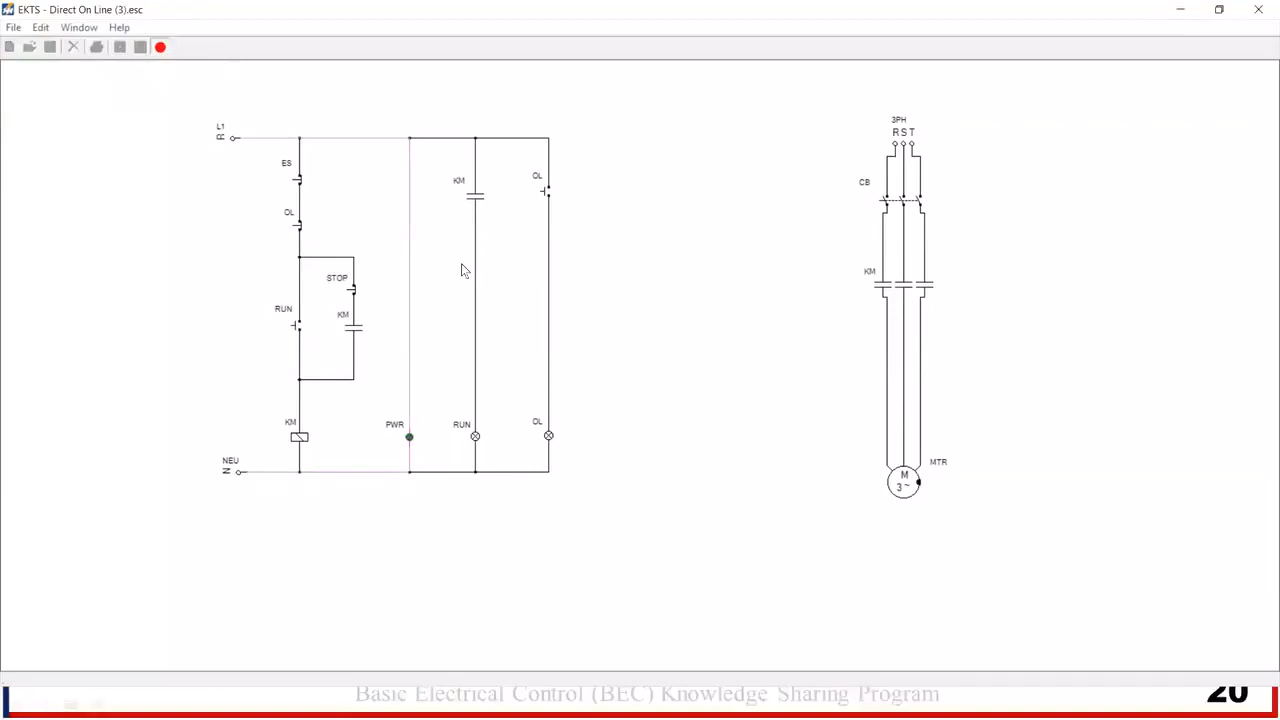 EKTS - Direct On Line (3).esc
File Edit Window Help
L1
R
ES
OL
STOP
RUN
KM
KM
NEU
N
PWR
KM
RUN
OL
OL
3PH
R S T
CB
KM
M
3~
MTR
Basic Electrical Control (BEC) Knowledge Sharing Program
20